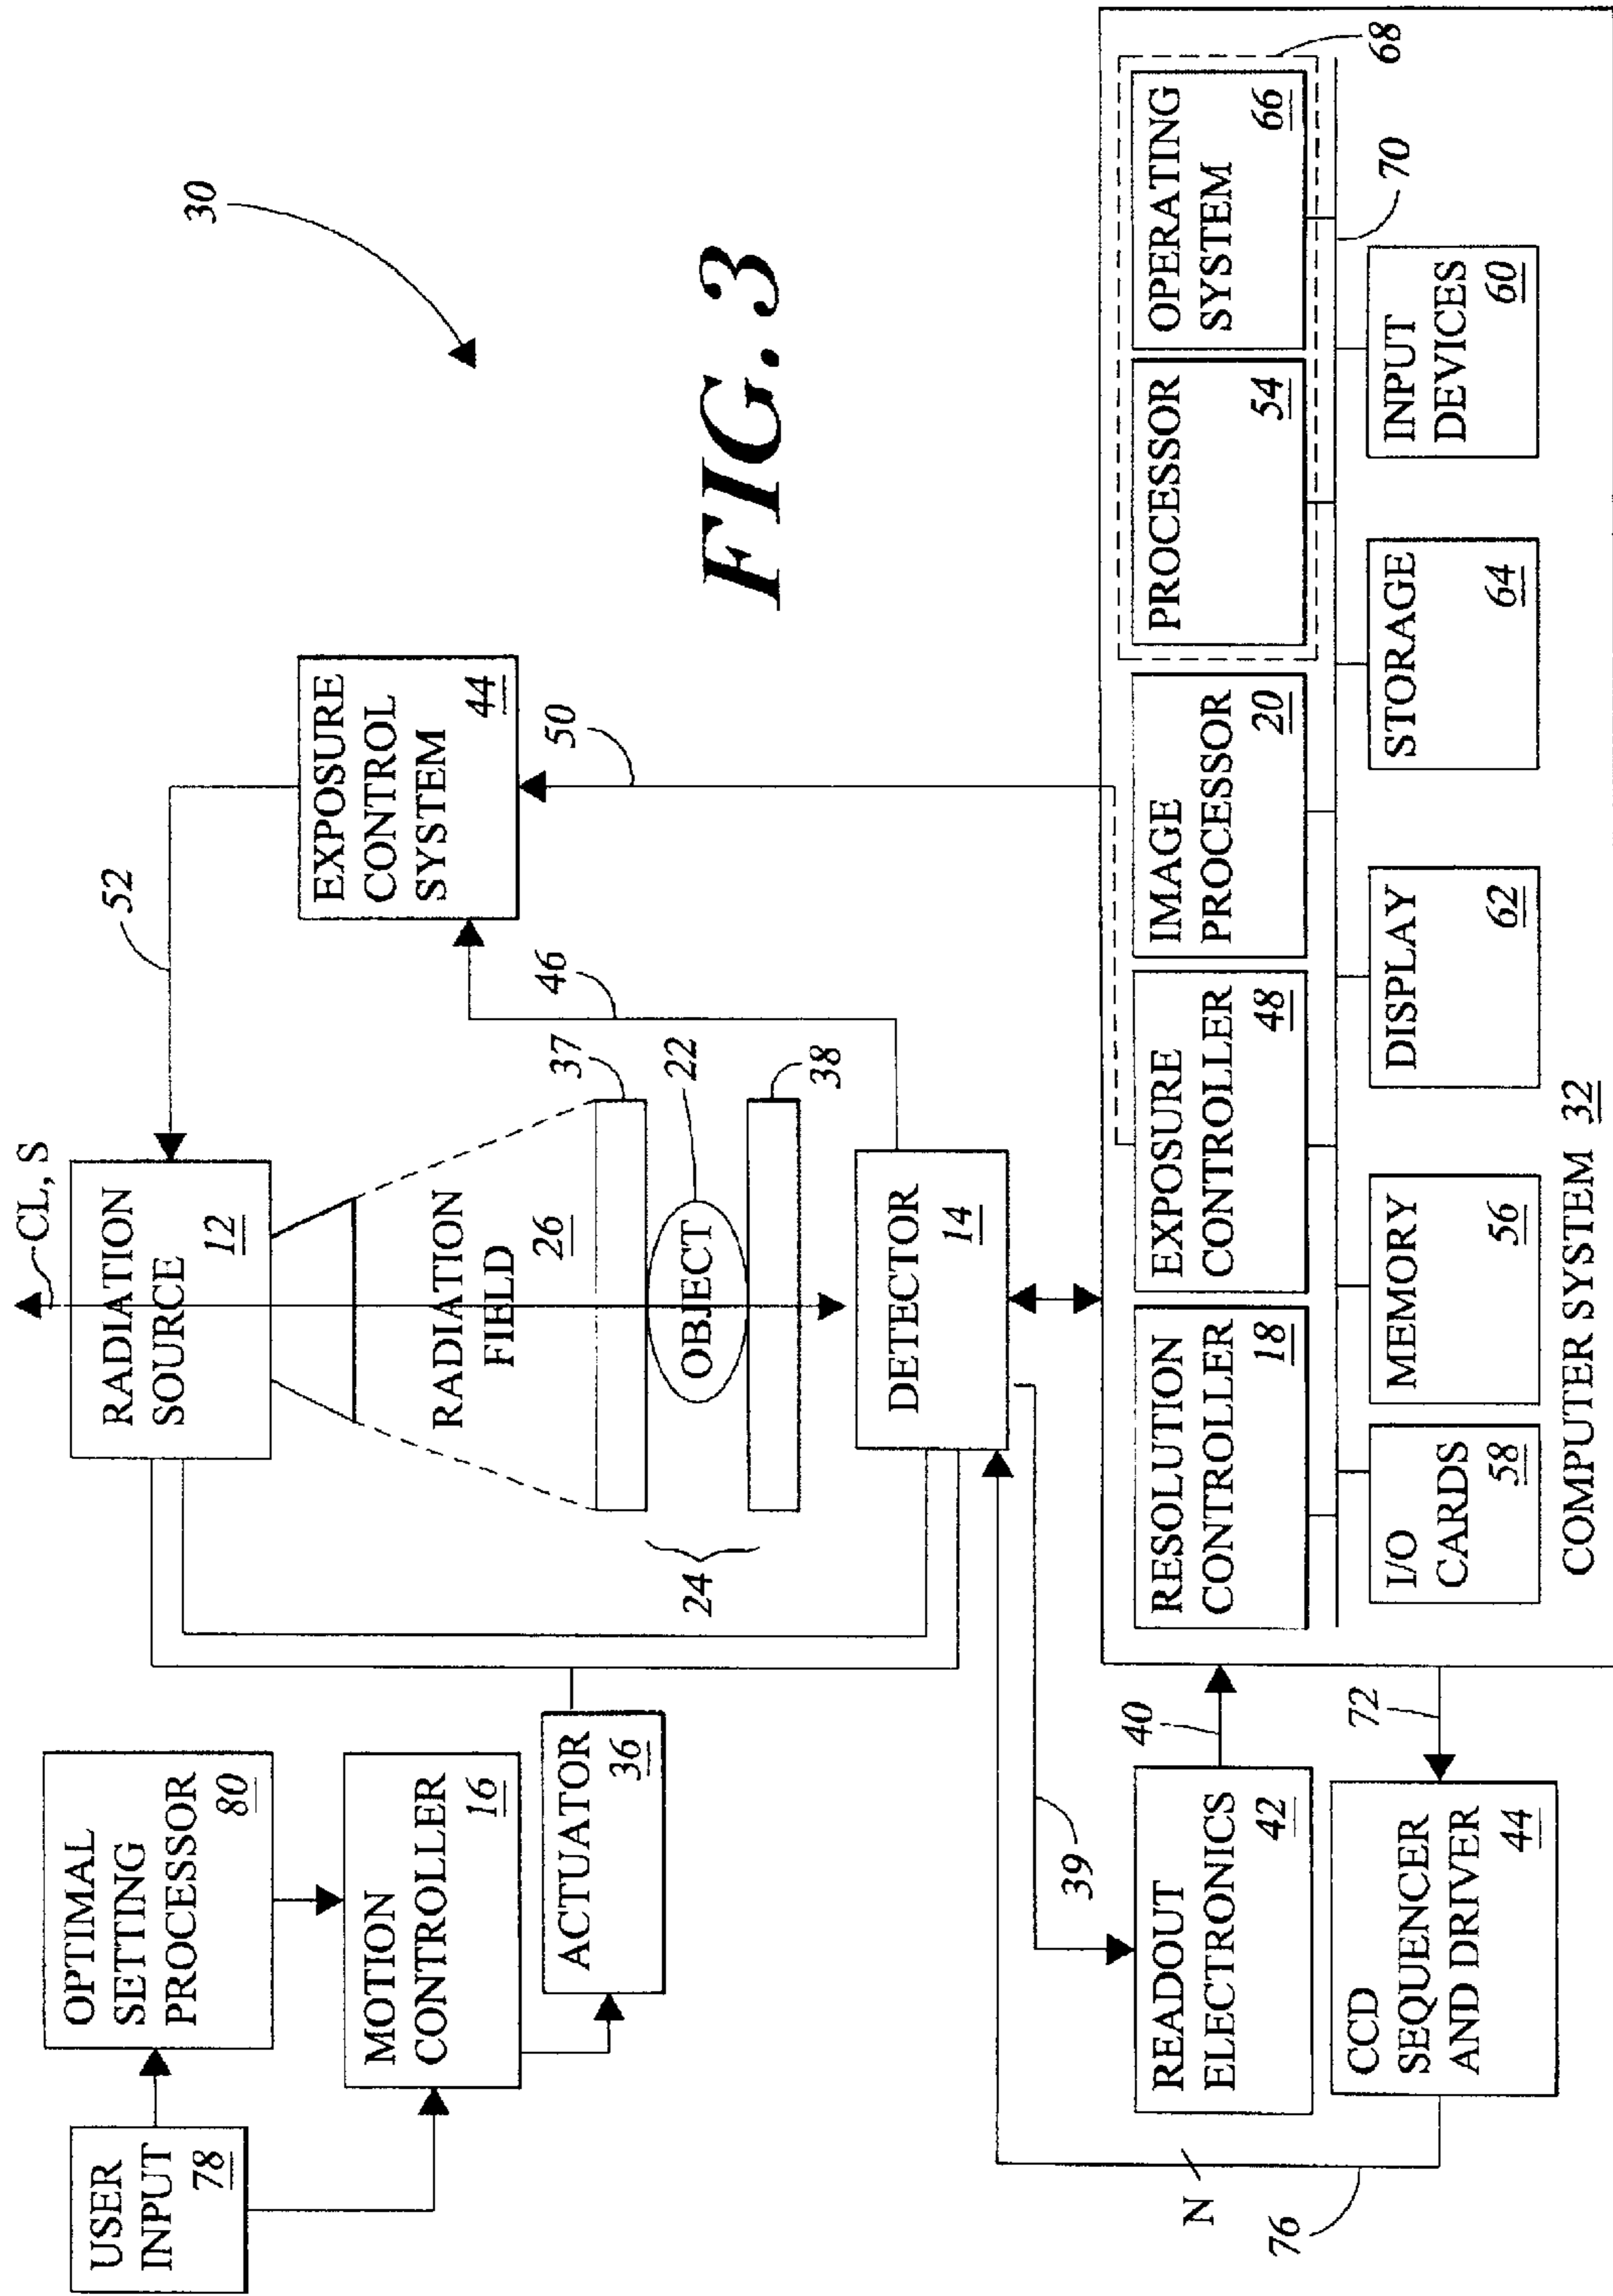 USER
INPUT
78
OPTIMAL
SETTING
PROCESSOR
80
MOTION
CONTROLLER
16
ACTUATOR
36
CL, S
RADIATION
SOURCE
12
RADIATION
FIELD
26
37
OBJECT
22
38
24
DETECTOR
14
52
EXPOSURE
CONTROL
SYSTEM
44
46
50
30
FIG. 3
39
READOUT
ELECTRONICS
42
40
CCD
SEQUENCER
AND DRIVER
44
72
N
76
RESOLUTION
CONTROLLER
18
EXPOSURE
CONTROLLER
48
IMAGE
PROCESSOR
20
PROCESSOR
54
OPERATING
SYSTEM
66
68
70
I/O
CARDS
58
MEMORY
56
DISPLAY
62
STORAGE
64
INPUT
DEVICES
60
COMPUTER SYSTEM 32